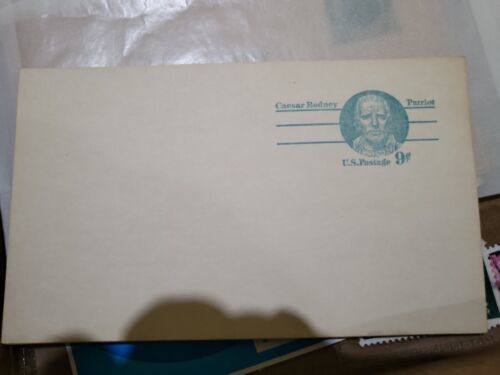 Caesar Rodney Patriot
U.S. Postage 9¢